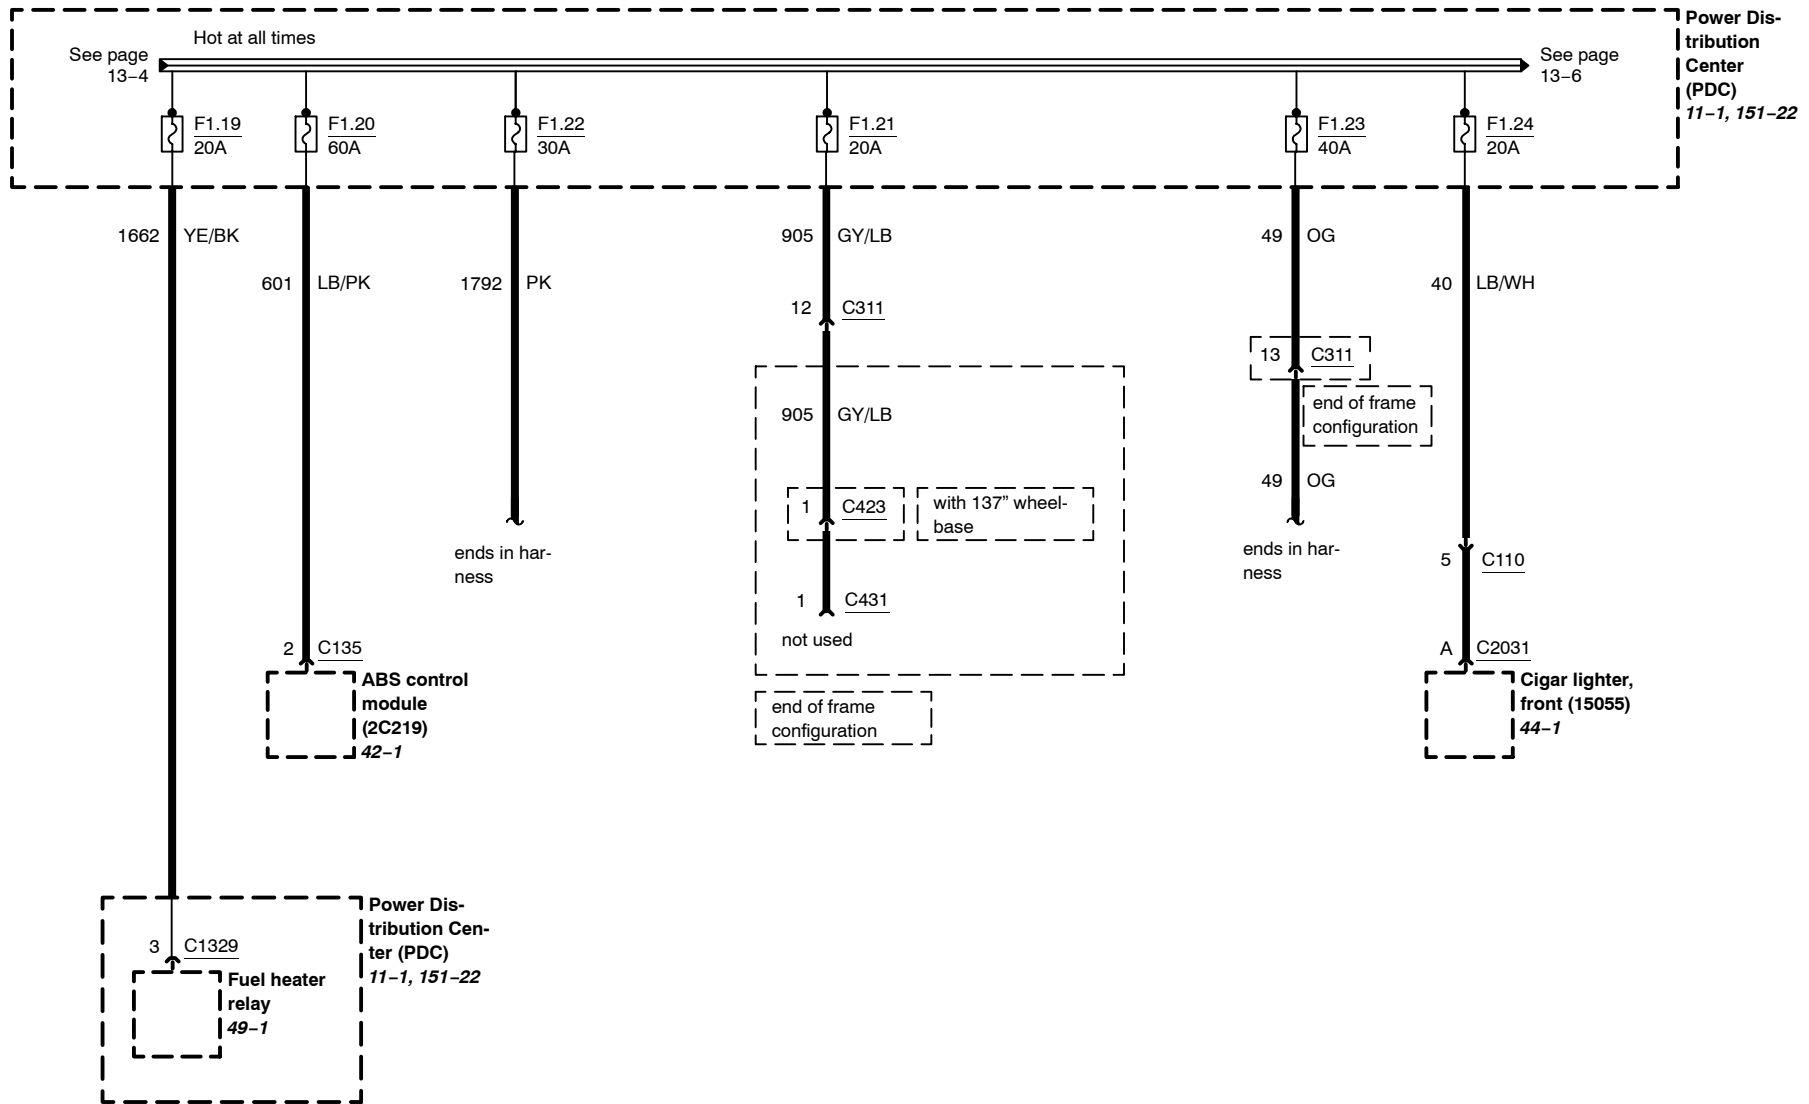 Power Dis-
tribution
Center
(PDC)
11–1, 151–22
Hot at all times
See page
13–4
See page
13–6
F1.19
20A
F1.20
60A
F1.22
30A
F1.21
20A
F1.23
40A
F1.24
20A
1662 YE/BK
905 GY/LB
49 OG
601 LB/PK
1792 PK
40 LB/WH
12 C311
13 C311
end of frame
configuration
905 GY/LB
49 OG
1 C423
with 137” wheel-
base
ends in har-
ness
ends in har-
ness
5 C110
1 C431
not used
2 C135
ABS control
module
(2C219)
42–1
A C2031
Cigar lighter,
front (15055)
44–1
end of frame
configuration
Power Dis-
tribution Cen-
ter (PDC)
11–1, 151–22
3 C1329
Fuel heater
relay
49–1